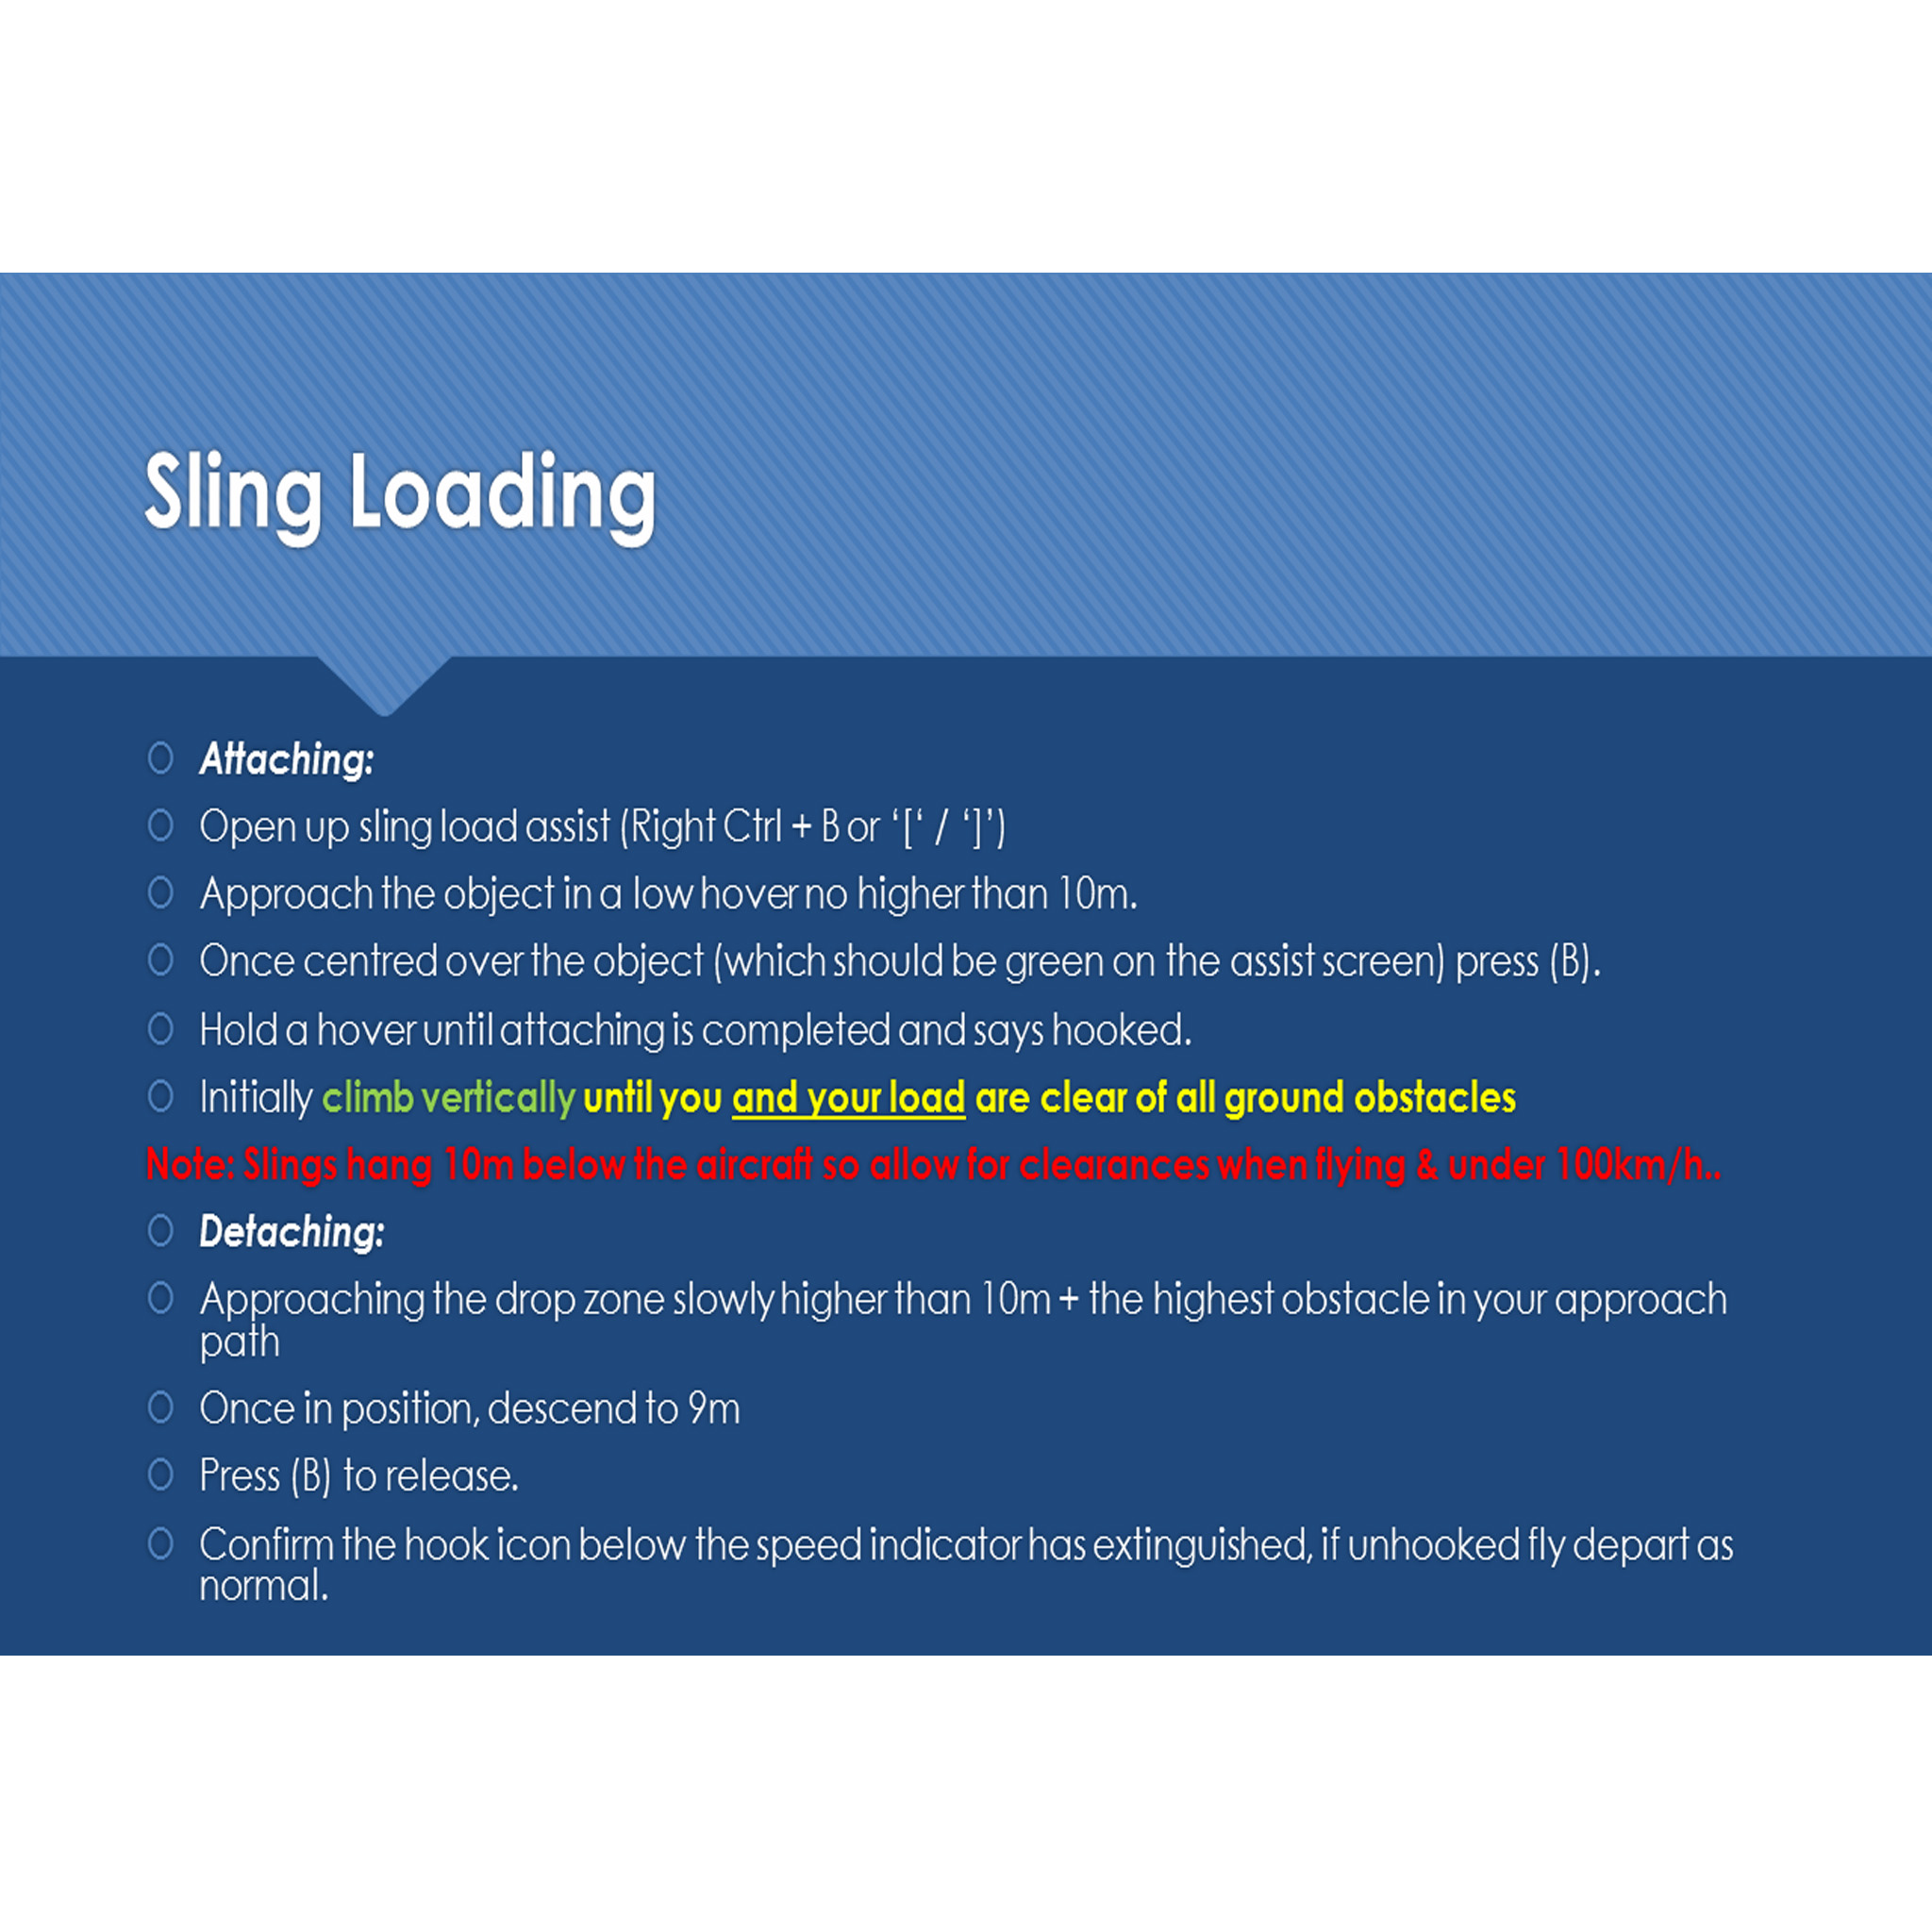 Sling Loading
Attaching:
Open up sling load assist (Right Ctrl + B or ‘[‘ / ‘]’)
Approach the object in a low hover no higher than 10m.
Once centred over the object (which should be green on the assist screen) press (B).
Hold a hover until attaching is completed and says hooked.
Initially climb vertically until you and your load are clear of all ground obstacles
Note: Slings hang 10m below the aircraft so allow for clearances when flying & under 100km/h..
Detaching:
Approaching the drop zone slowly higher than 10m + the highest obstacle in your approach
path
Once in position, descend to 9m
Press (B) to release.
Confirm the hook icon below the speed indicator has extinguished, if unhooked fly depart as
normal.